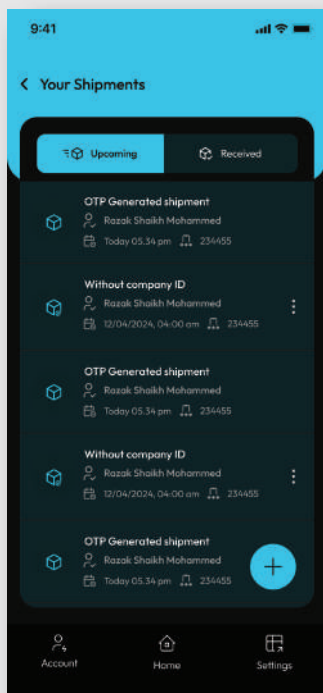 9:41
Your Shipments
Upcoming
Received
OTP Generated shipment
Razak Shaikh Mohammed
Today 05.34 pm 234455
Without company ID
Razak Shaikh Mohammed
12/04/2024, 04:00 am 234455
OTP Generated shipment
Razak Shaikh Mohammed
Today 05.34 pm 234455
Without company ID
Razak Shaikh Mohammed
12/04/2024, 04:00 am 234455
OTP Generated shipment
Razak Shaikh Mohammed
Today 05.34 pm 234455
Account
Home
Settings